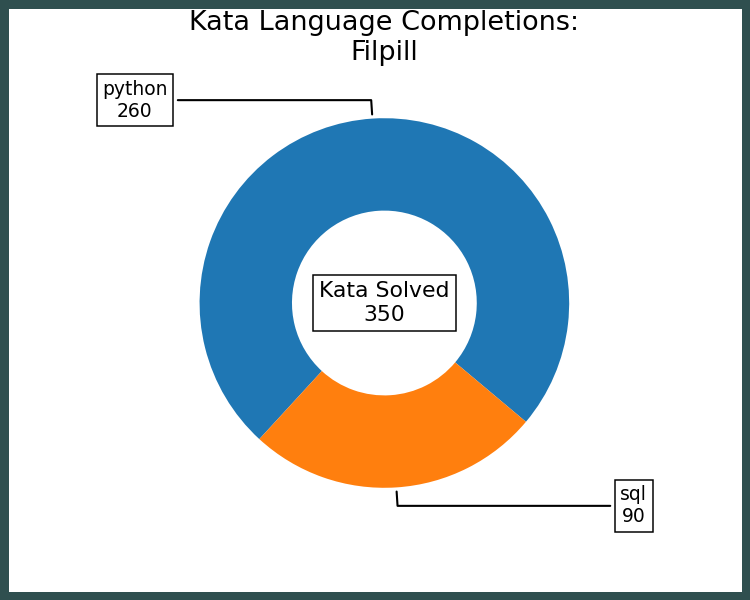 Kata Language Completions:
Filpill
python
260
Kata Solved
350
sql
90